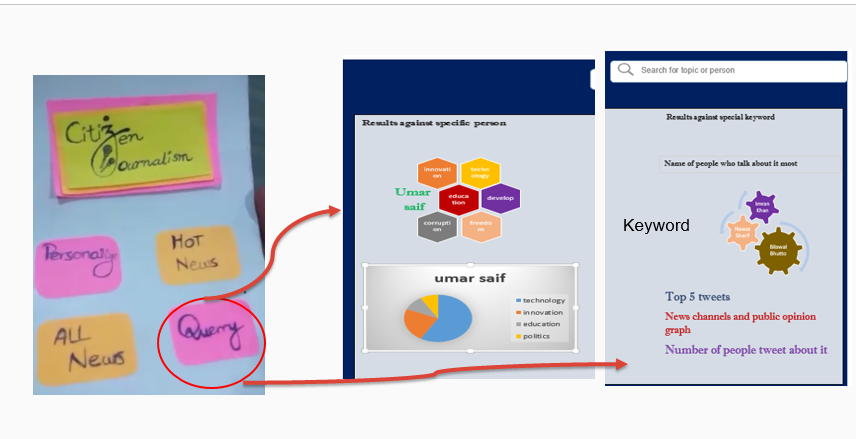 Citizen
Journalism
Personalize
HOT
News
ALL
News
Querry
Results against specific person
innovati
on
techo
ology
Umar
saif
educa
tion
develop
corrupti
on
freedo
m
umar saif
technology
innovation
education
politics
Search for topic or person
Results against special keyword
Name of people who talk about it most
Keyword
Imran
Khan
Nawaz
Sharif
Bilawal
Bhutto
Top 5 tweets
News channels and public opinion
graph
Number of people tweet about it